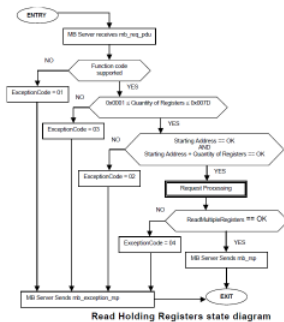 ENTRY
MB Server receives mb_req_pdu
NO
Function code
supported
ExceptionCode = 01
YES
NO
0x0001 ≤ Quantity of Registers ≤ 0x007D
ExceptionCode = 03
YES
NO
Starting Address == OK
AND
Starting Address + Quantity of Registers == OK
ExceptionCode = 02
YES
Request Processing
NO
ReadMultipleRegisters == OK
ExceptionCode = 04
YES
MB Server Sends mb_rsp
MB Server Sends mb_exception_rsp
EXIT
Read Holding Registers state diagram